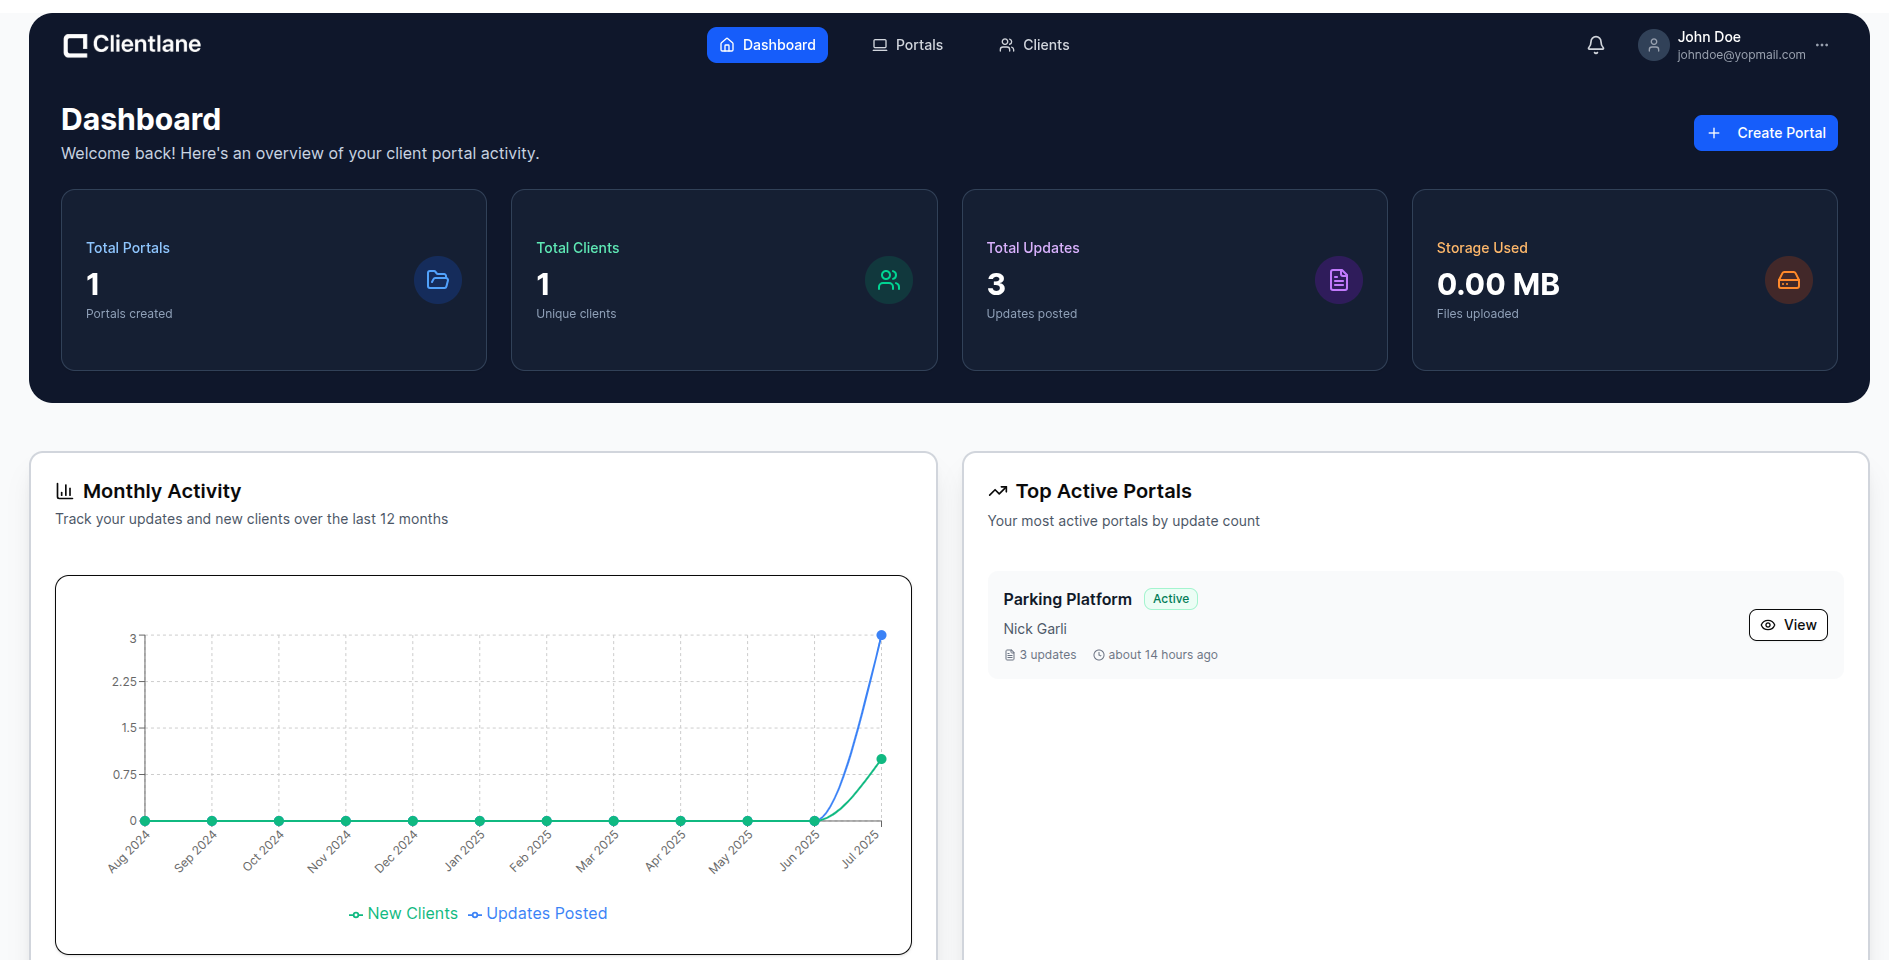 Clientlane
Dashboard
Portals
Clients
John Doe
johndoe@yopmail.com
Dashboard
Welcome back! Here's an overview of your client portal activity.
Create Portal
Total Portals
1
Portals created
Total Clients
1
Unique clients
Total Updates
3
Updates posted
Storage Used
0.00 MB
Files uploaded
Monthly Activity
Track your updates and new clients over the last 12 months
3
2.25
1.5
0.75
0
Aug 2024
Sep 2024
Oct 2024
Nov 2024
Dec 2024
Jan 2025
Feb 2025
Mar 2025
Apr 2025
May 2025
Jun 2025
Jul 2025
New Clients
Updates Posted
Top Active Portals
Your most active portals by update count
Parking Platform
Active
Nick Garli
3 updates
about 14 hours ago
View